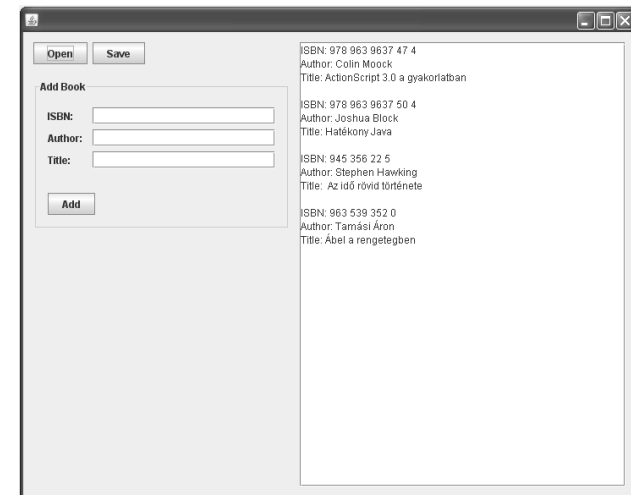 Open Save
Add Book
ISBN:
Author:
Title:
Add
ISBN: 978 963 9637 47 4
Author: Colin Moock
Title: ActionScript 3.0 a gyakorlatban
ISBN: 978 963 9637 50 4
Author: Joshua Block
Title: Hatékony Java
ISBN: 945 356 22 5
Author: Stephen Hawking
Title: Az idő rövid története
ISBN: 963 539 352 0
Author: Tamási Áron
Title: Ábel a rengetegben